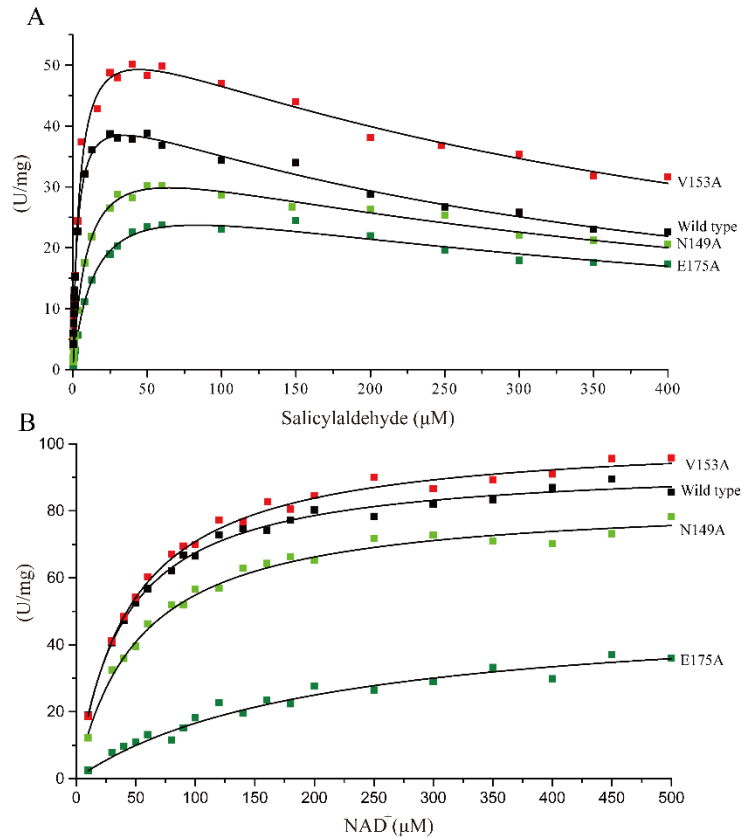 A
(U/mg)
60
50
40
30
20
10
0
V153A
Wild type
N149A
E175A
0 50 100 150 200 250 300 350 400
Salicylaldehyde (μM)
B
(U/mg)
100
80
60
40
20
0
V153A
Wild type
N149A
E175A
0 50 100 150 200 250 300 350 400 450 500
NAD⁺(μM)